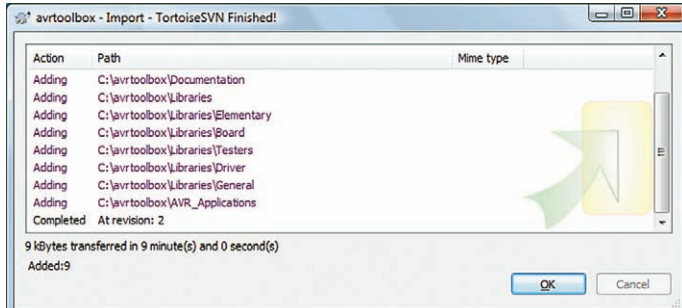 avrtoolbox - Import - TortoiseSVN Finished!
Action Path Mime type
Adding C:\avrtoolbox\Documentation
Adding C:\avrtoolbox\Libraries
Adding C:\avrtoolbox\Libraries\Elementary
Adding C:\avrtoolbox\Libraries\Board
Adding C:\avrtoolbox\Libraries\Testers
Adding C:\avrtoolbox\Libraries\Driver
Adding C:\avrtoolbox\Libraries\General
Adding C:\avrtoolbox\AVR_Applications
Completed At revision: 2
9 kBytes transferred in 9 minute(s) and 0 second(s)
Added:9
OK Cancel